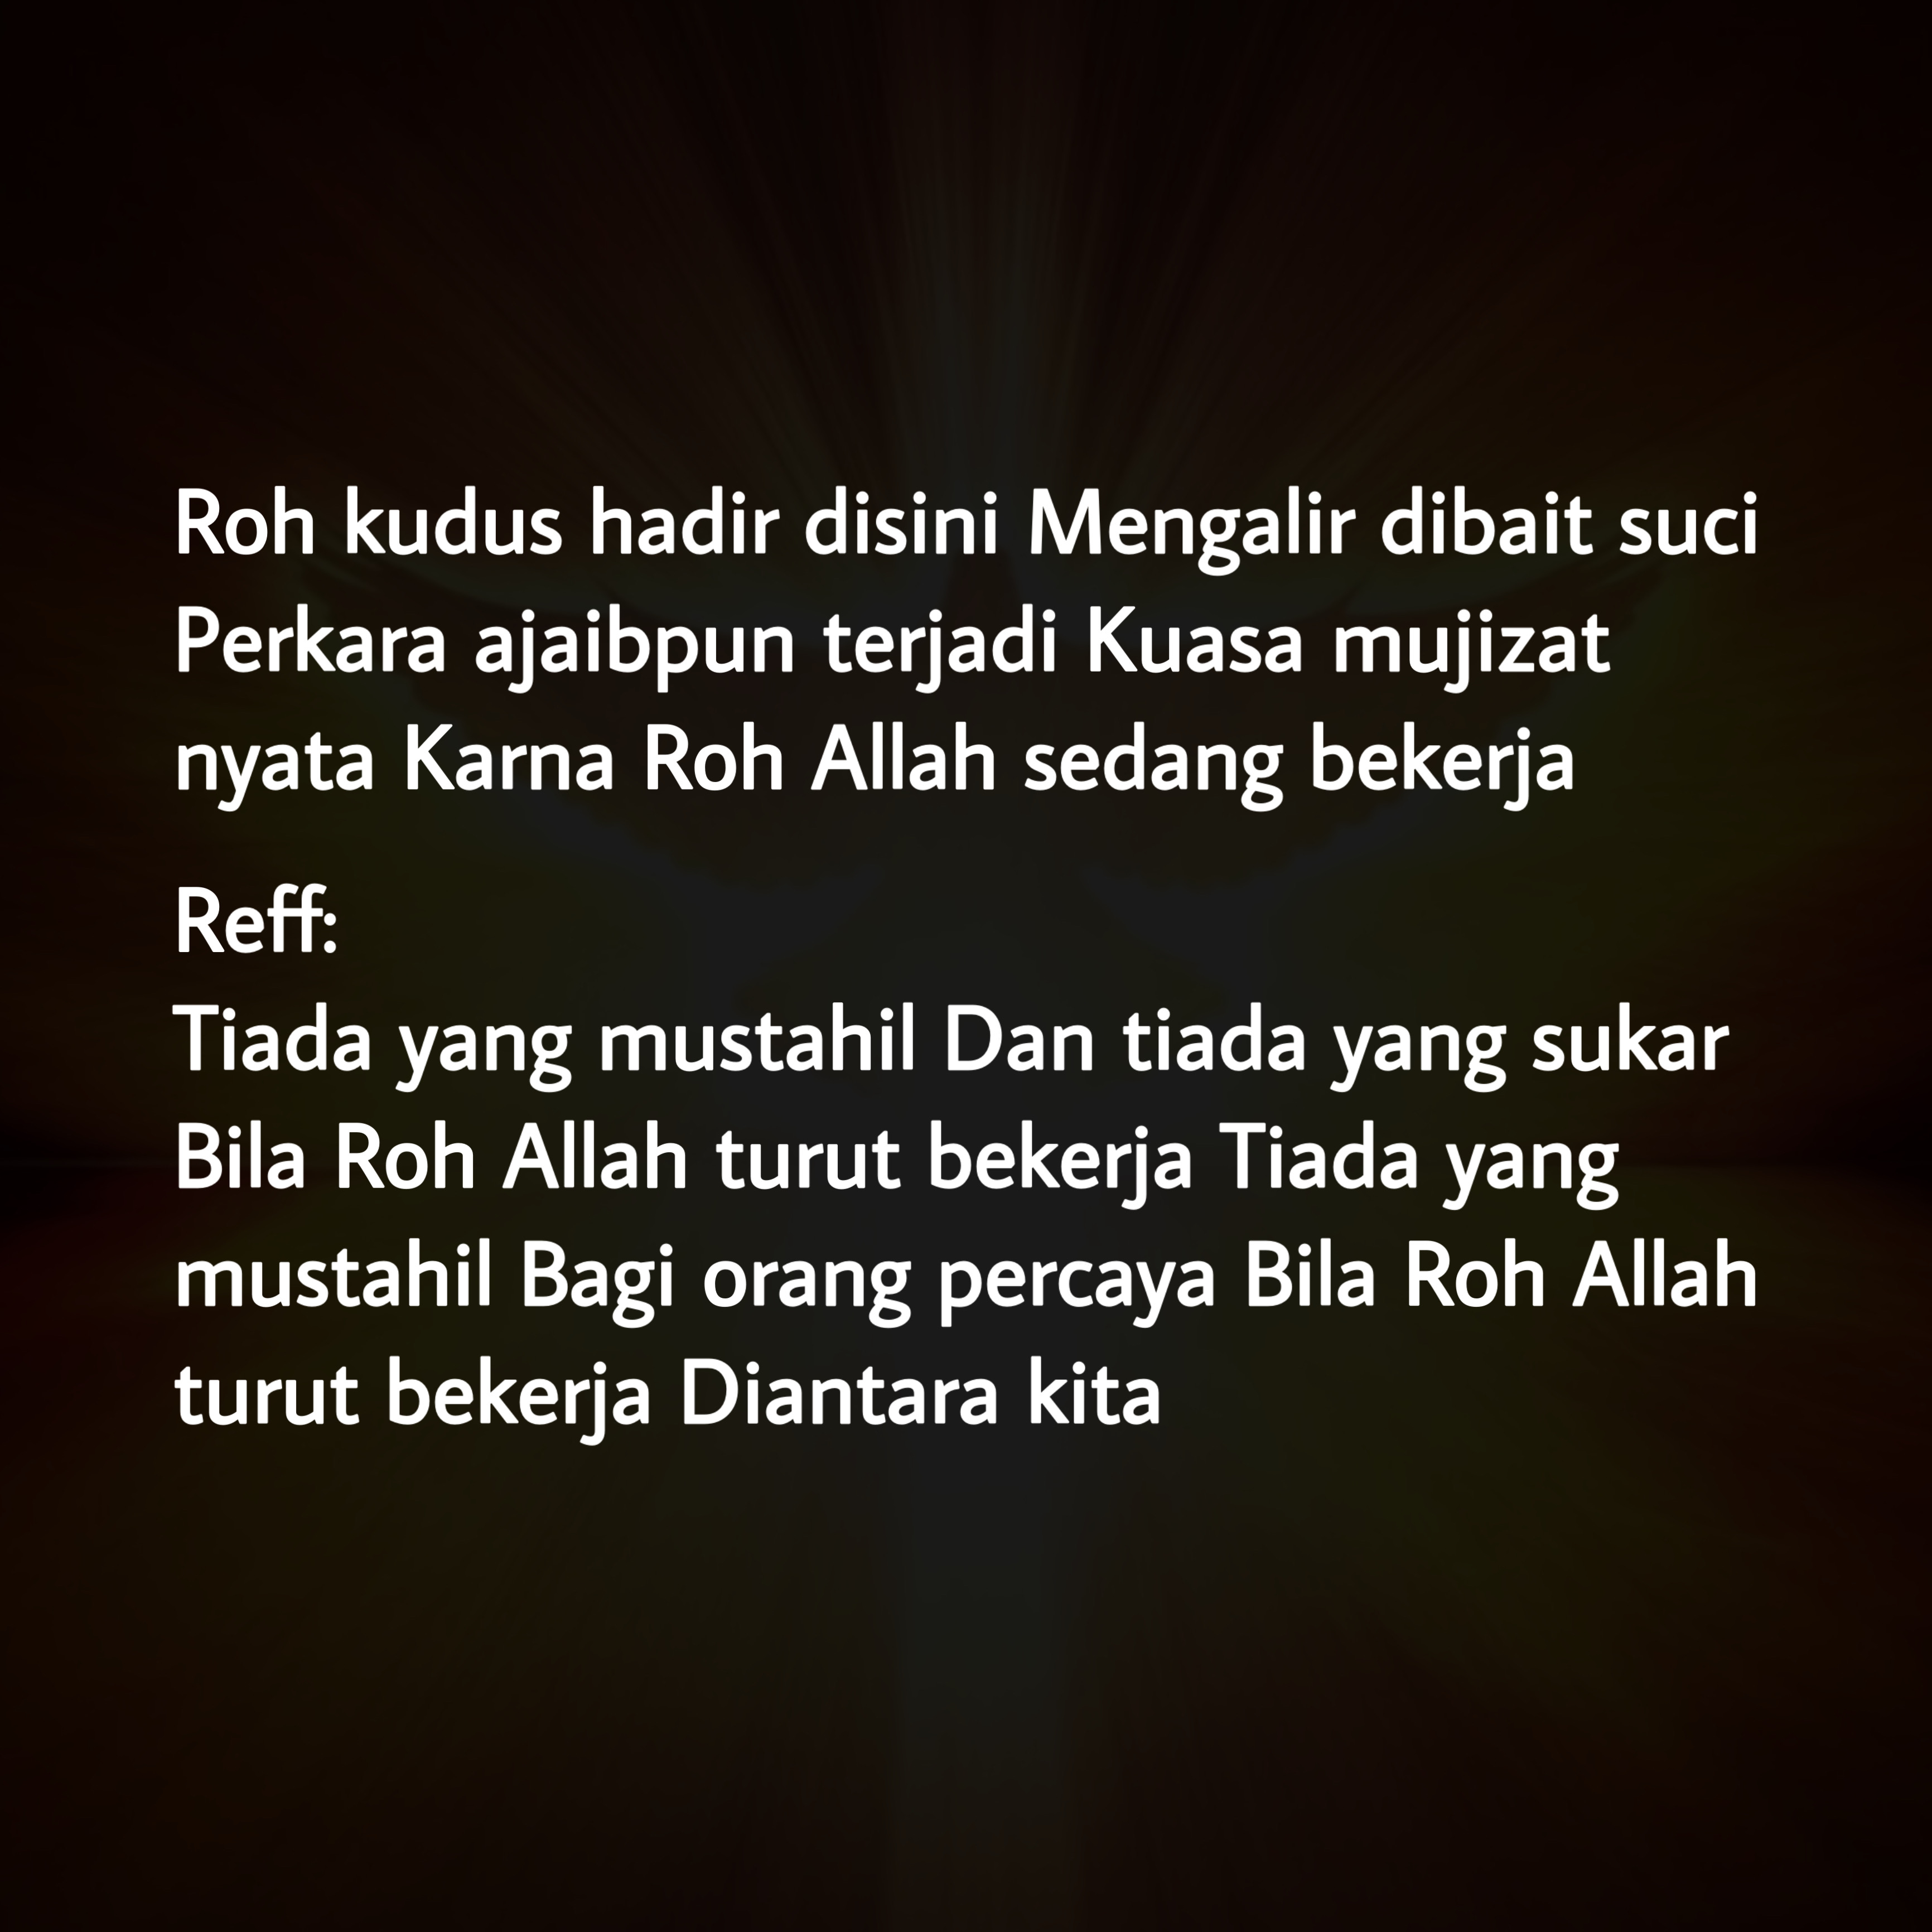 Roh kudus hadir disini Mengalir dibait suci
Perkara ajaibpun terjadi Kuasa mujizat
nyata Karna Roh Allah sedang bekerja
Reff:
Tiada yang mustahil Dan tiada yang sukar
Bila Roh Allah turut bekerja Tiada yang
mustahil Bagi orang percaya Bila Roh Allah
turut bekerja Diantara kita